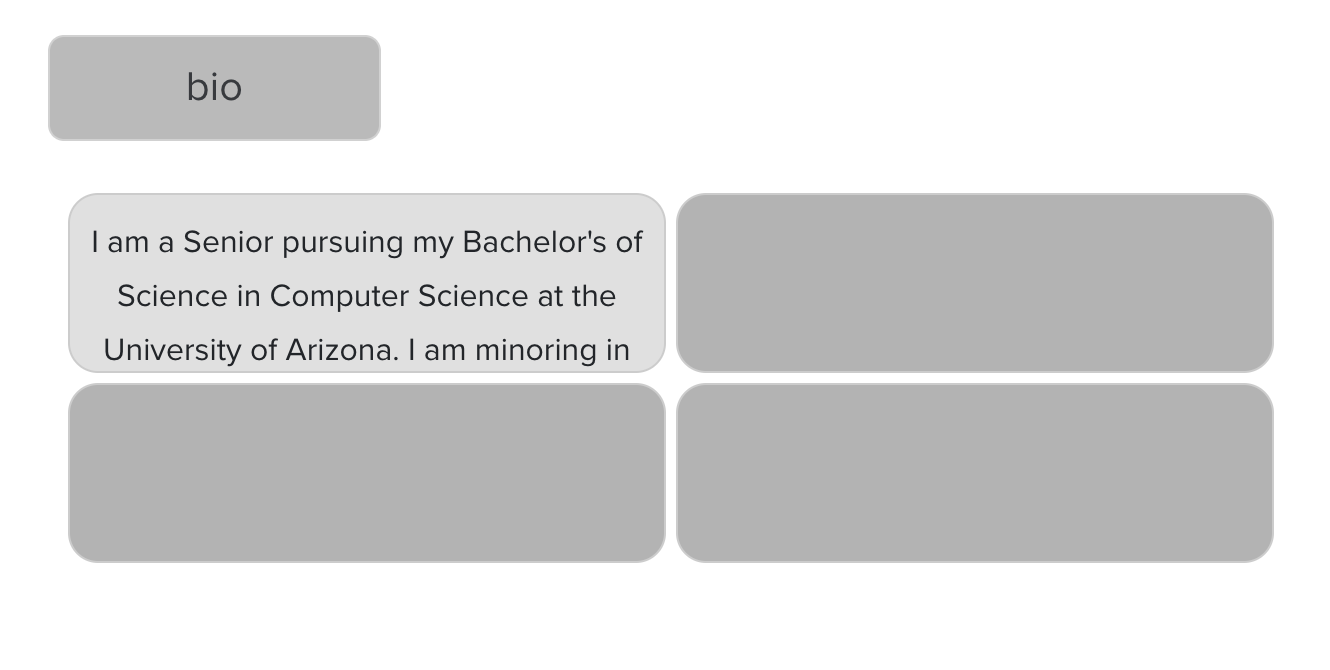 bio
I am a Senior pursuing my Bachelor's of
Science in Computer Science at the
University of Arizona. I am minoring in